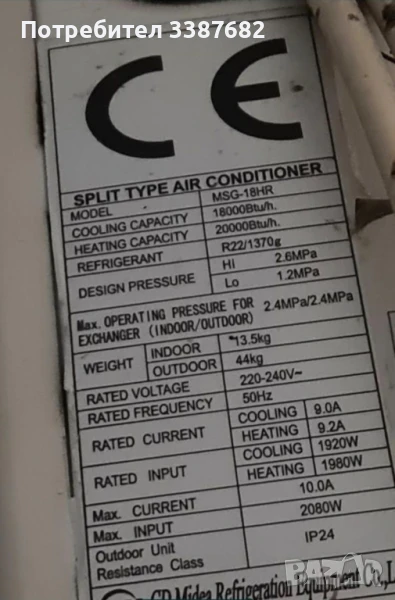 Потребител 3387682
CE
SPLIT TYPE AIR CONDITIONER
MODEL MSG-18HR
COOLING CAPACITY 18000Btu/h.
HEATING CAPACITY 20000Btu/h.
REFRIGERANT R22/1370g
DESIGN PRESSURE Hi 2.6MPa
Lo 1.2MPa
Max. OPERATING PRESSURE FOR
EXCHANGER (INDOOR/OUTDOOR) 2.4MPa/2.4MPa
WEIGHT INDOOR 13.5kg
OUTDOOR 44kg
RATED VOLTAGE 220-240V~
RATED FREQUENCY 50Hz
RATED CURRENT COOLING 9.0A
HEATING 9.2A
RATED INPUT COOLING 1920W
HEATING 1980W
Max. CURRENT 10.0A
Max. INPUT 2080W
Outdoor Unit
Resistance Class IP24
GD Midea Refrigeration Equipment Co.,L
BAZAR